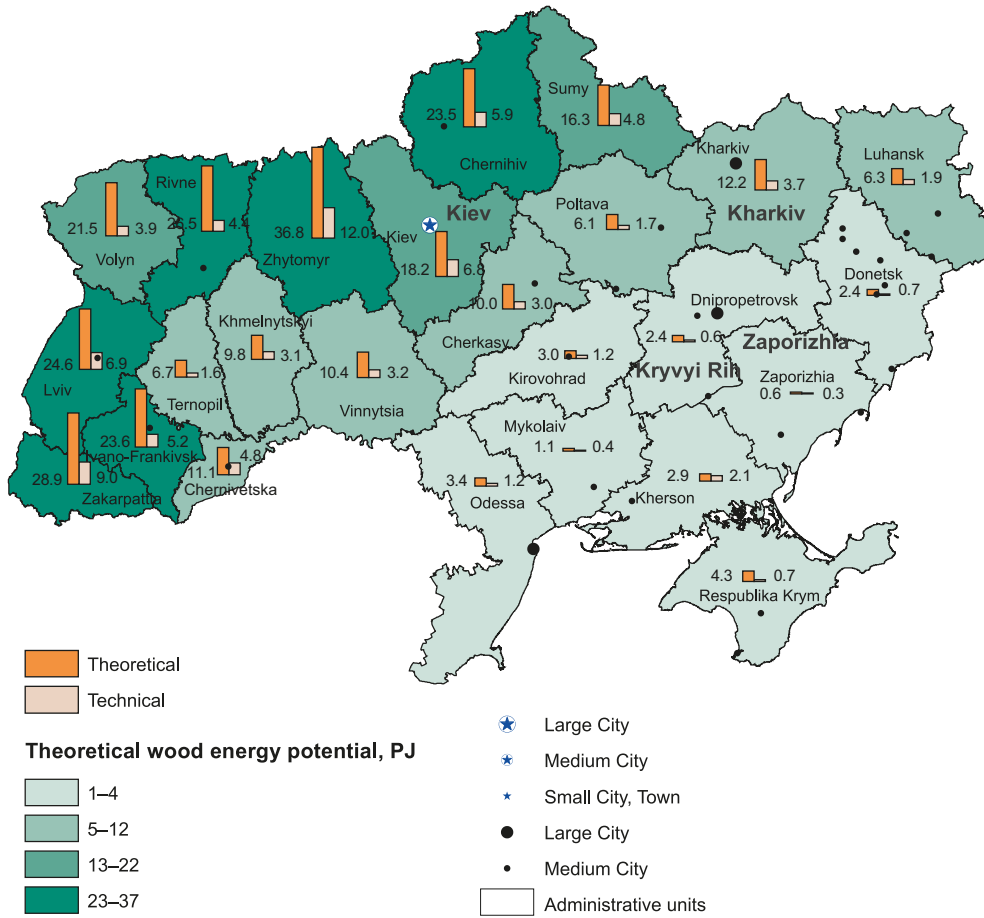 Sumy
23.5 5.9
16.3 4.8
Chernihiv
Kharkiv
12.2 3.7
Kharkiv
Luhansk
6.3 1.9
Rivne
26.5 4.4
21.5 3.9
Volyn
36.8 12.0
Zhytomyr
Kiev
Kiev
18.2 6.8
Poltava
6.1 1.7
10.0 3.0
Cherkasy
Donetsk
2.4 0.7
Dnipropetrovsk
2.4 0.6
Kryvyi Rih
Zaporizhia
Zaporizhia
0.6 0.3
Khmelnytskyi
9.8 3.1
24.6 6.9
Lviv
6.7 1.6
Ternopil
10.4 3.2
Vinnytsia
3.0 1.2
Kirovohrad
23.6 5.2
Ivano-Frankivsk
28.9 9.0
Zakarpattia
4.8
11.1
Chernivetska
Mykolaiv
1.1 0.4
3.4 1.2
Odessa
2.9 2.1
Kherson
4.3 0.7
Respublika Krym
Theoretical
Technical
Theoretical wood energy potential, PJ
1–4
5–12
13–22
23–37
Large City
Medium City
Small City, Town
Large City
Medium City
Administrative units